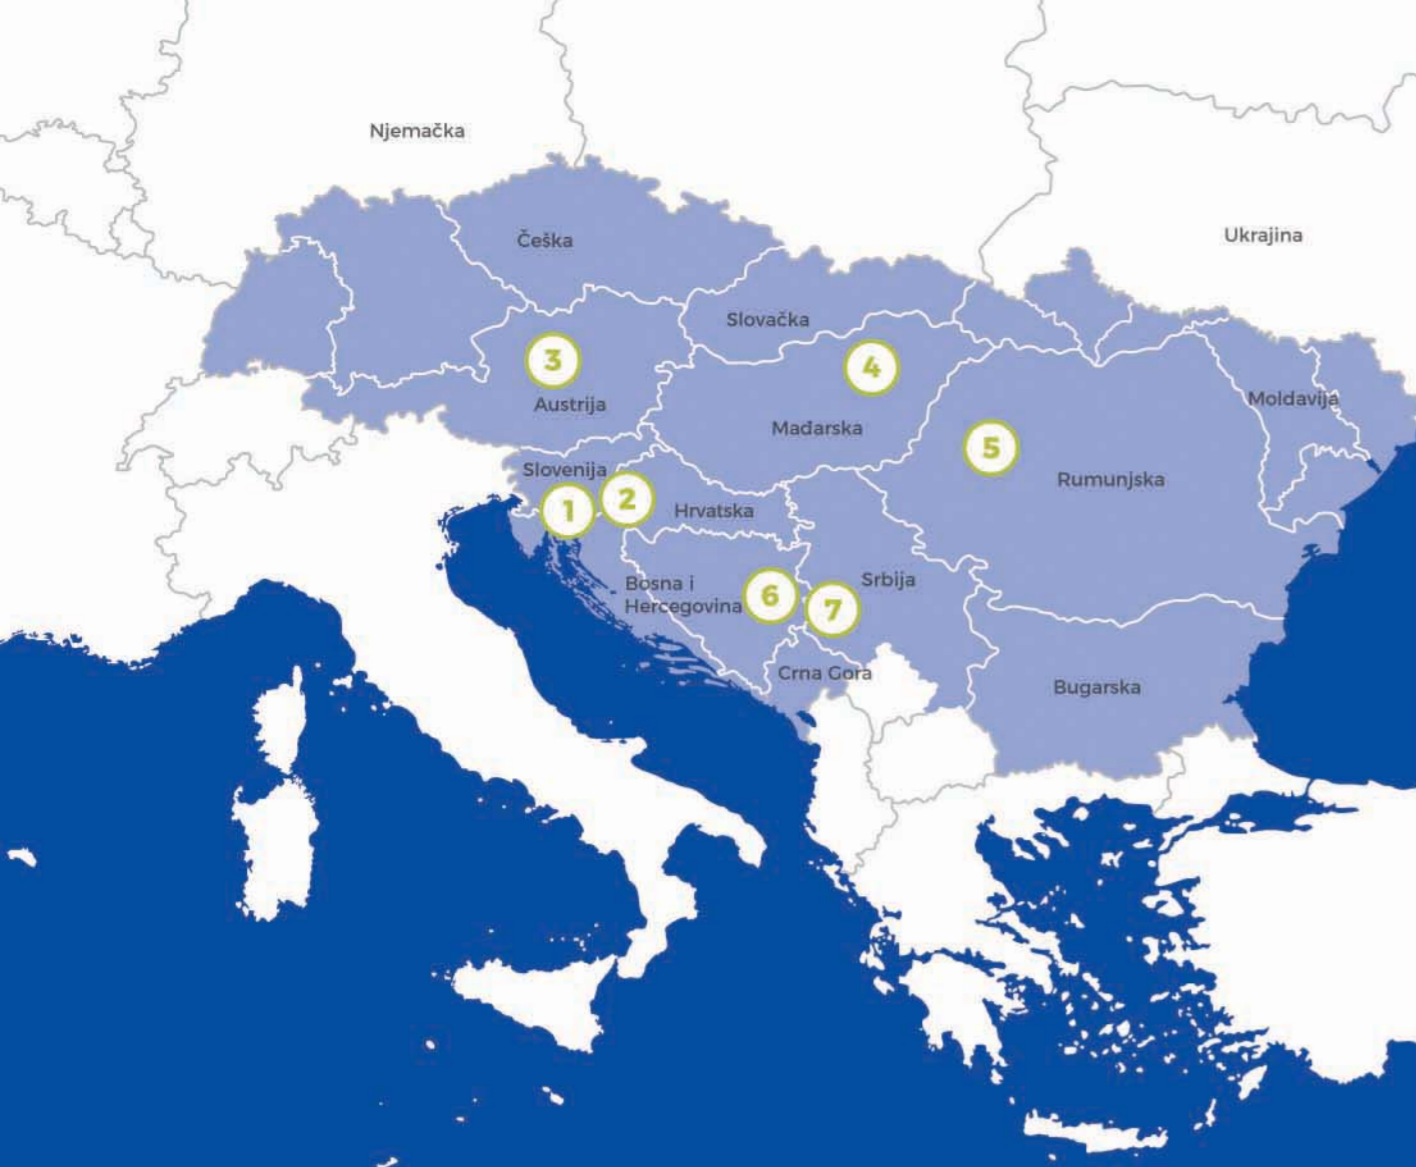 Njemačka
Češka
Ukrajina
Slovačka
3
4
Austrija
Moldavija
Mađarska
5
Rumunjska
Slovenija
1
2
Hrvatska
Bosna i
Hercegovina
6
7
Srbija
Crna Gora
Bugarska